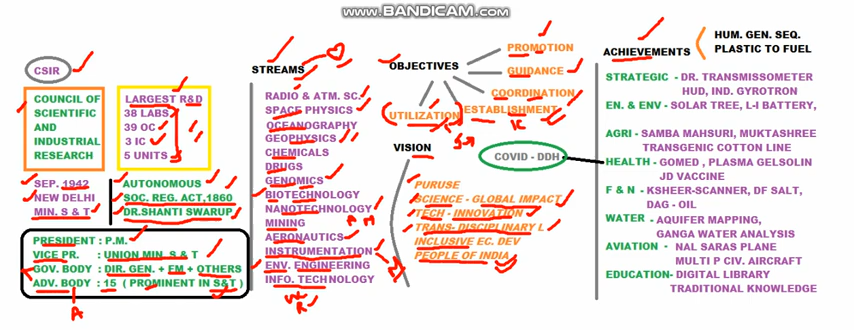 www.BANDICAM.com
CSIR
COUNCIL OF
SCIENTIFIC
AND
INDUSTRIAL
RESEARCH
LARGEST R&D
38 LABS
39 OC
3 IC
5 UNITS
SEP. 1942
NEW DELHI
MIN. S & T
AUTONOMOUS
SOC. REG. ACT,1860
DR.SHANTI SWARUP
PRESIDENT : P.M.
VICE PR. : UNION MIN. S & T
GOV. BODY : DIR. GEN. + FM + OTHERS
ADV. BODY : 15 ( PROMINENT IN S&T )
STREAMS
RADIO & ATM. SC.
SPACE PHYSICS
OCEANOGRAPHY
GEOPHYSICS
CHEMICALS
DRUGS
GENOMICS
BIOTECHNOLOGY
NANOTECHNOLOGY
MINING
AERONAUTICS
INSTRUMENTATION
ENV. ENGINEERING
INFO. TECHNOLOGY
OBJECTIVES
PROMOTION
GUIDANCE
COORDINATION
ESTABLISHMENT
IC
UTILIZATION
VISION
PURUSE
SCIENCE - GLOBAL IMPACT
TECH - INNOVATION
TRANS- DISCIPLINARY L
INCLUSIVE EC. DEV
PEOPLE OF INDIA
COVID - DDH
ACHIEVEMENTS
HUM. GEN. SEQ.
PLASTIC TO FUEL
STRATEGIC - DR. TRANSMISSOMETER
HUD, IND. GYROTRON
EN. & ENV - SOLAR TREE, L-I BATTERY,
AGRI - SAMBA MAHSURI, MUKTASHREE
TRANSGENIC COTTON LINE
HEALTH - GOMED , PLASMA GELSOLIN
JD VACCINE
F & N - KSHEER-SCANNER, DF SALT,
DAG - OIL
WATER - AQUIFER MAPPING,
GANGA WATER ANALYSIS
AVIATION - NAL SARAS PLANE
MULTI P CIV. AIRCRAFT
EDUCATION- DIGITAL LIBRARY
TRADITIONAL KNOWLEDGE